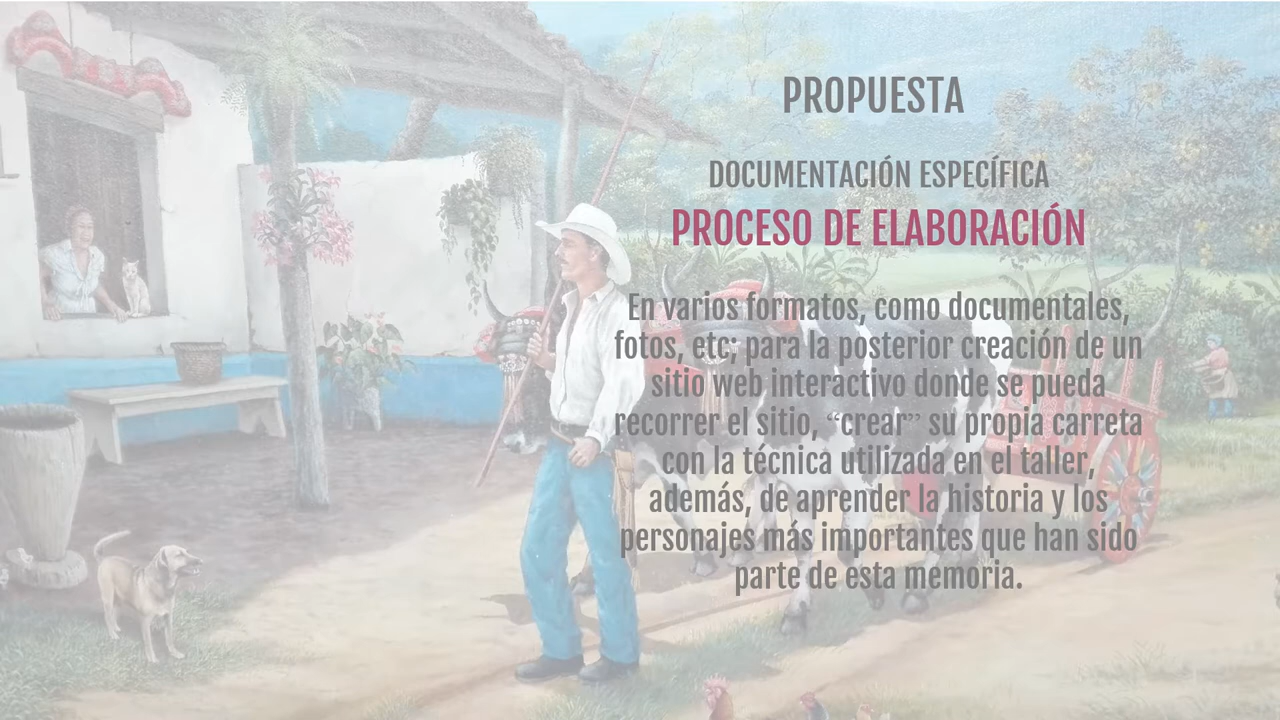 PROPUESTA
DOCUMENTACIÓN ESPECÍFICA
PROCESO DE ELABORACIÓN
En varios formatos, como documentales,
fotos, etc; para la posterior creación de un
sitio web interactivo donde se pueda
recorrer el sitio, “crear” su propia carreta
con la técnica utilizada en el taller,
además, de aprender la historia y los
personajes más importantes que han sido
parte de esta memoria.